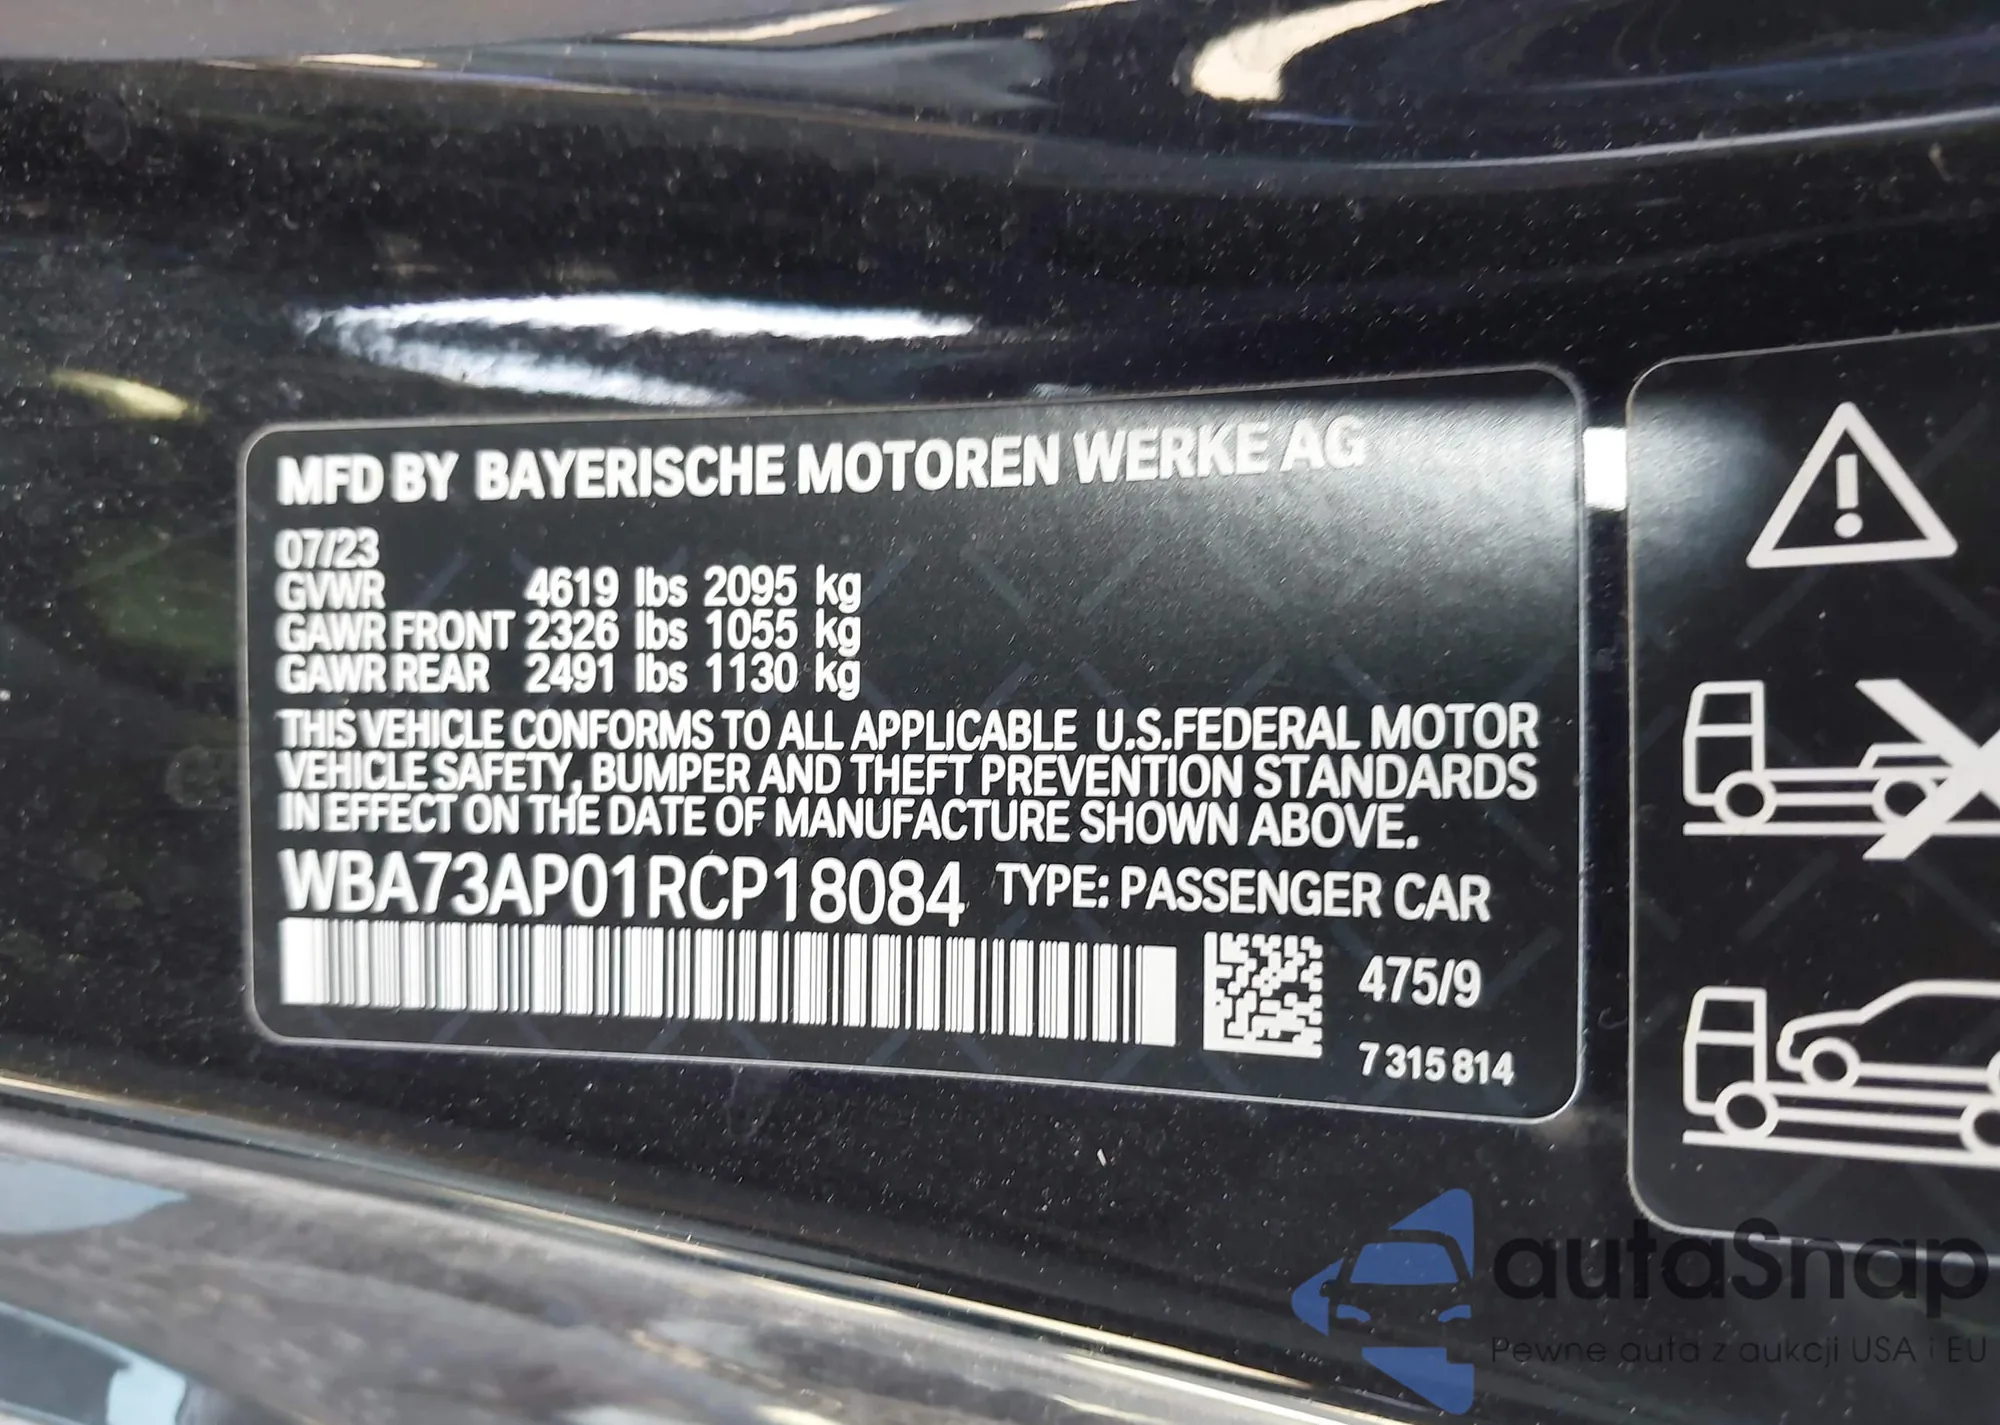 MFD BY BAYERISCHE MOTOREN WERKE AG
07/23
GVWR 4619 lbs 2095 kg
GAWR FRONT 2326 lbs 1055 kg
GAWR REAR 2491 lbs 1130 kg
THIS VEHICLE CONFORMS TO ALL APPLICABLE U.S.FEDERAL MOTOR
VEHICLE SAFETY, BUMPER AND THEFT PREVENTION STANDARDS
IN EFFECT ON THE DATE OF MANUFACTURE SHOWN ABOVE.
WBA73AP01RCP18084 TYPE: PASSENGER CAR
475/9
7 315 814
autoSnap
Pewne auta z aukcji USA i EU